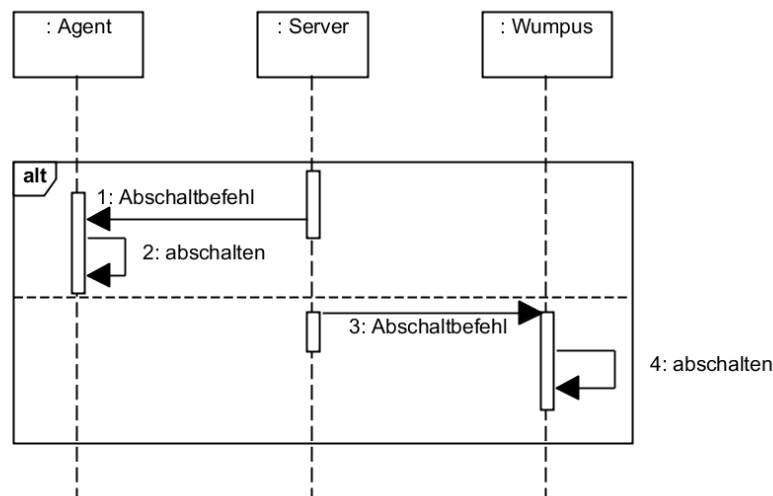 : Agent
: Server
: Wumpus
alt
1: Abschaltbefehl
2: abschalten
3: Abschaltbefehl
4: abschalten